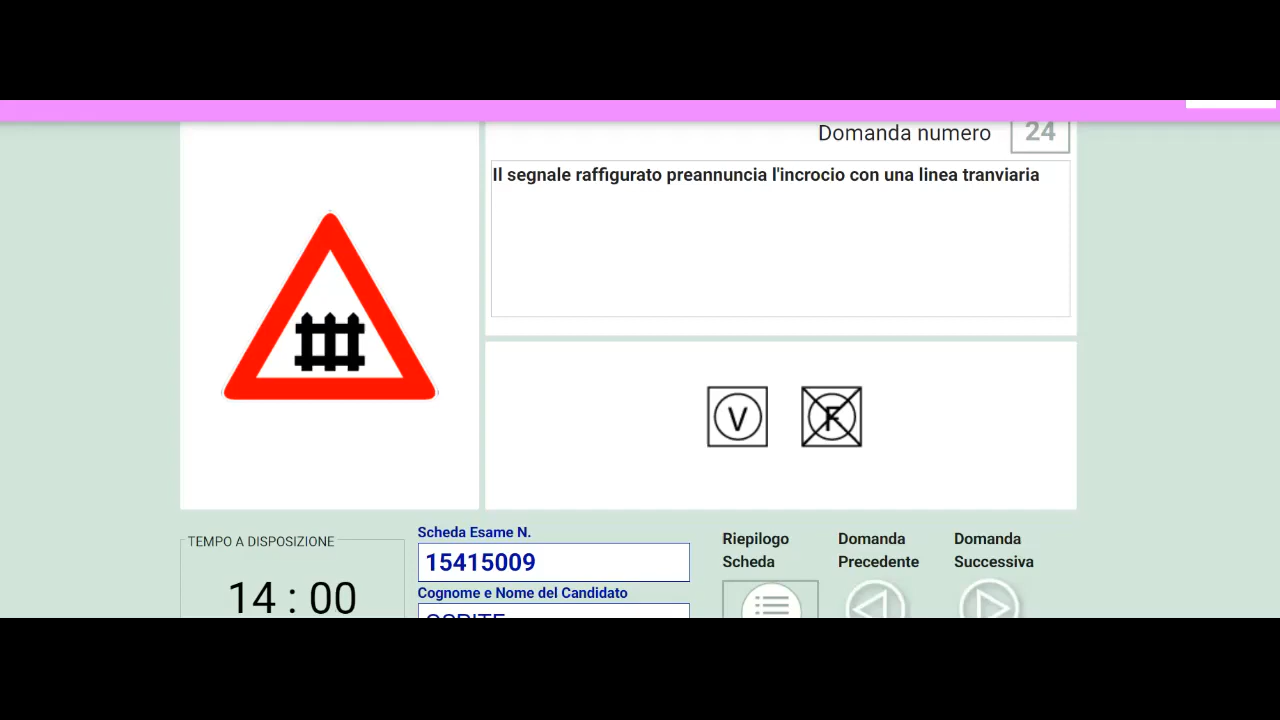 Domanda numero 24
Il segnale raffigurato preannuncia l'incrocio con una linea tranviaria
V F
TEMPO A DISPOSIZIONE
14 : 00
Scheda Esame N.
15415009
Cognome e Nome del Candidato
Riepilogo Scheda
Domanda Precedente
Domanda Successiva